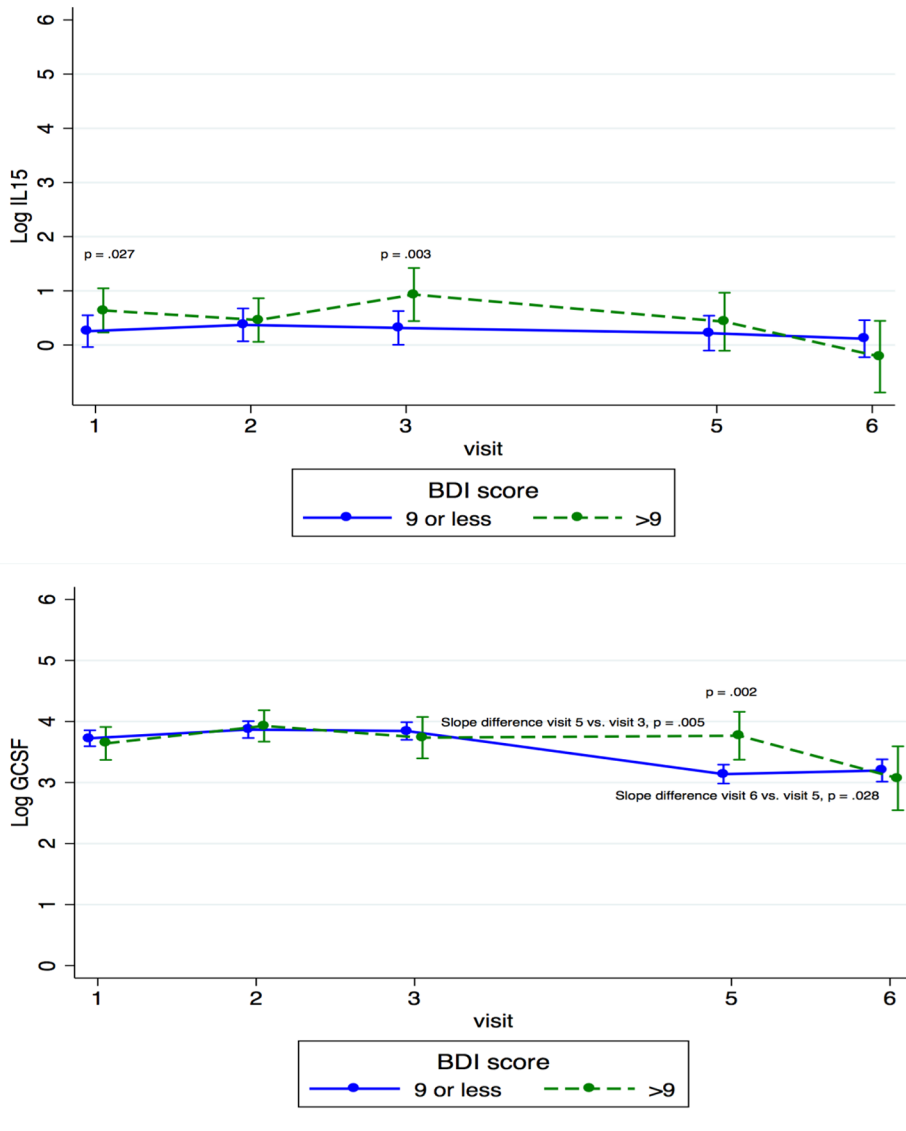 6
5
4
3
2
1
0
Log IL15
p = .027
p = .003
1 2 3 5 6
visit
BDI score
9 or less >9
6
5
4
3
2
1
0
Log GCSF
p = .002
Slope difference visit 5 vs. visit 3, p = .005
Slope difference visit 6 vs. visit 5, p = .028
1 2 3 5 6
visit
BDI score
9 or less >9